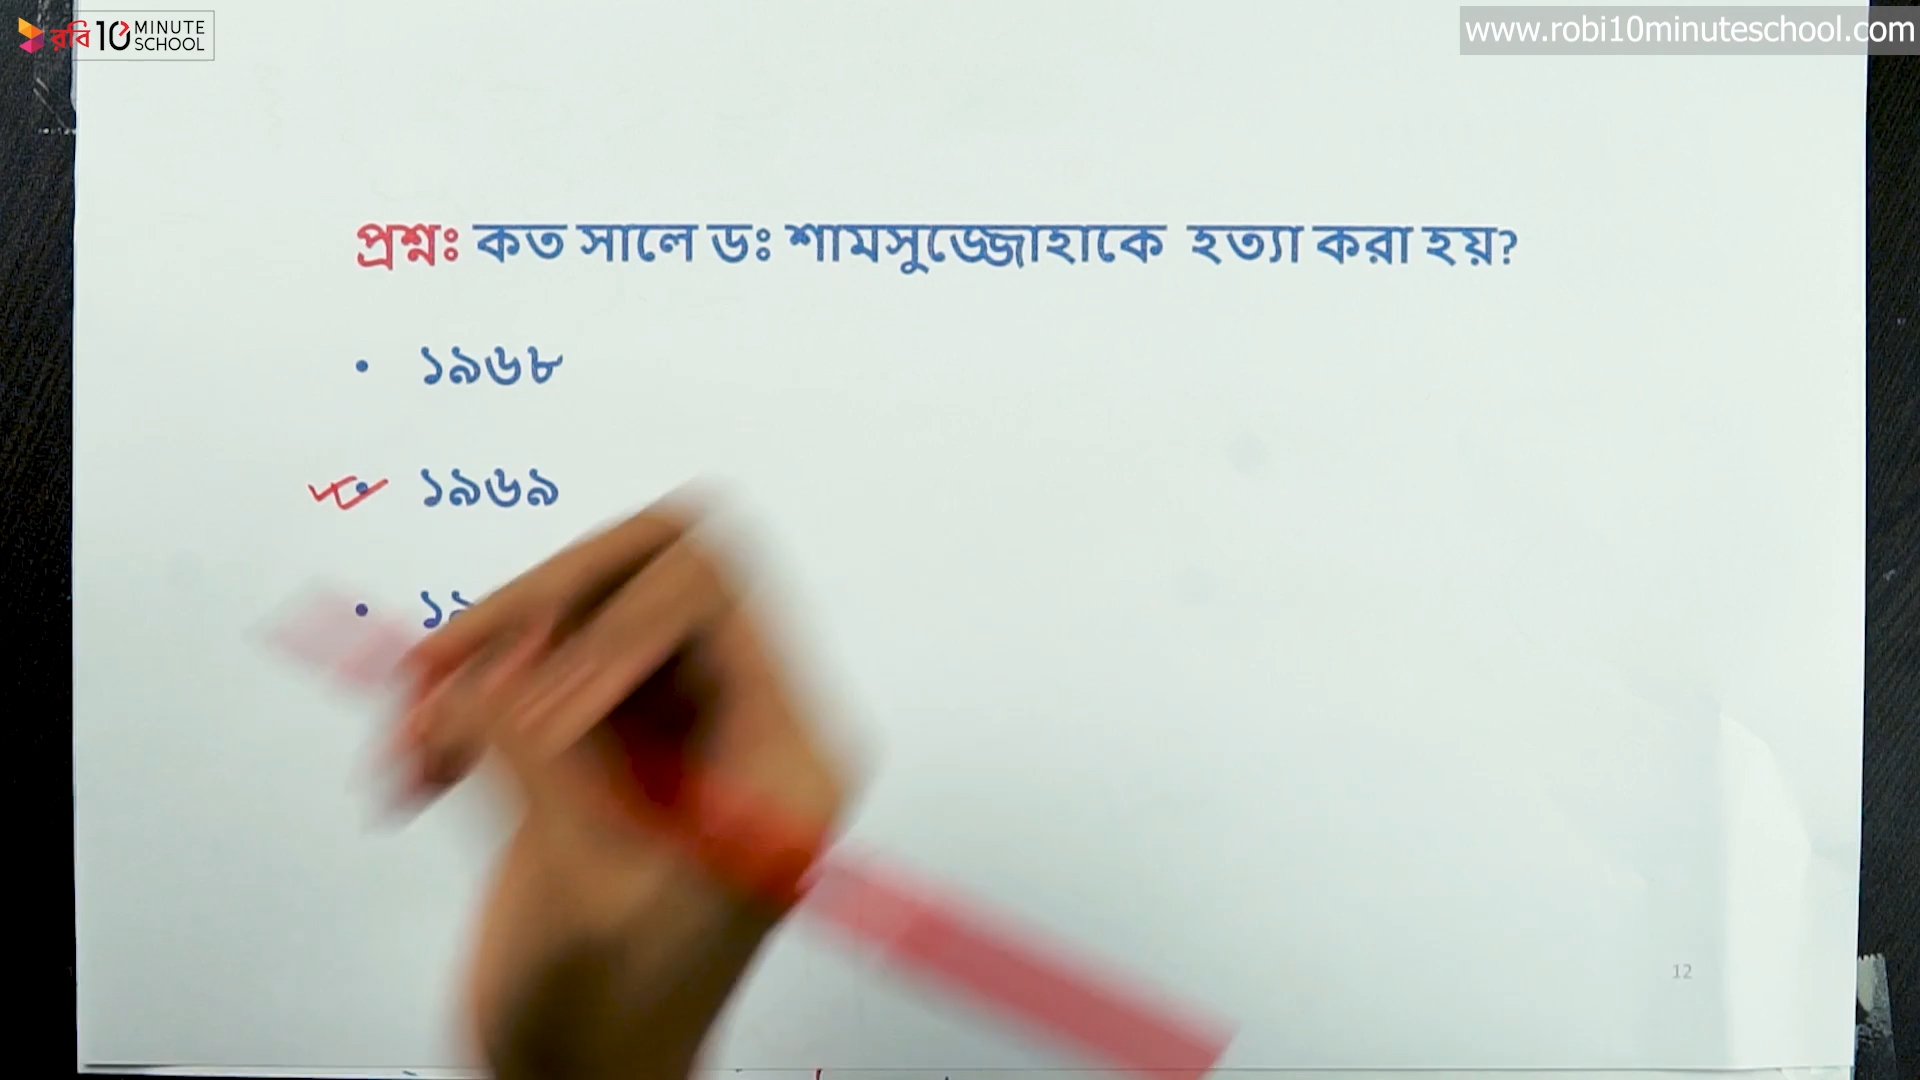 রবি 10 MINUTE SCHOOL
www.robi10minuteschool.com
প্রশ্নঃ কত সালে ডঃ শামসুজ্জোহাকে হত্যা করা হয়?
• ১৯৬৮
• ১৯৬৯
•
12